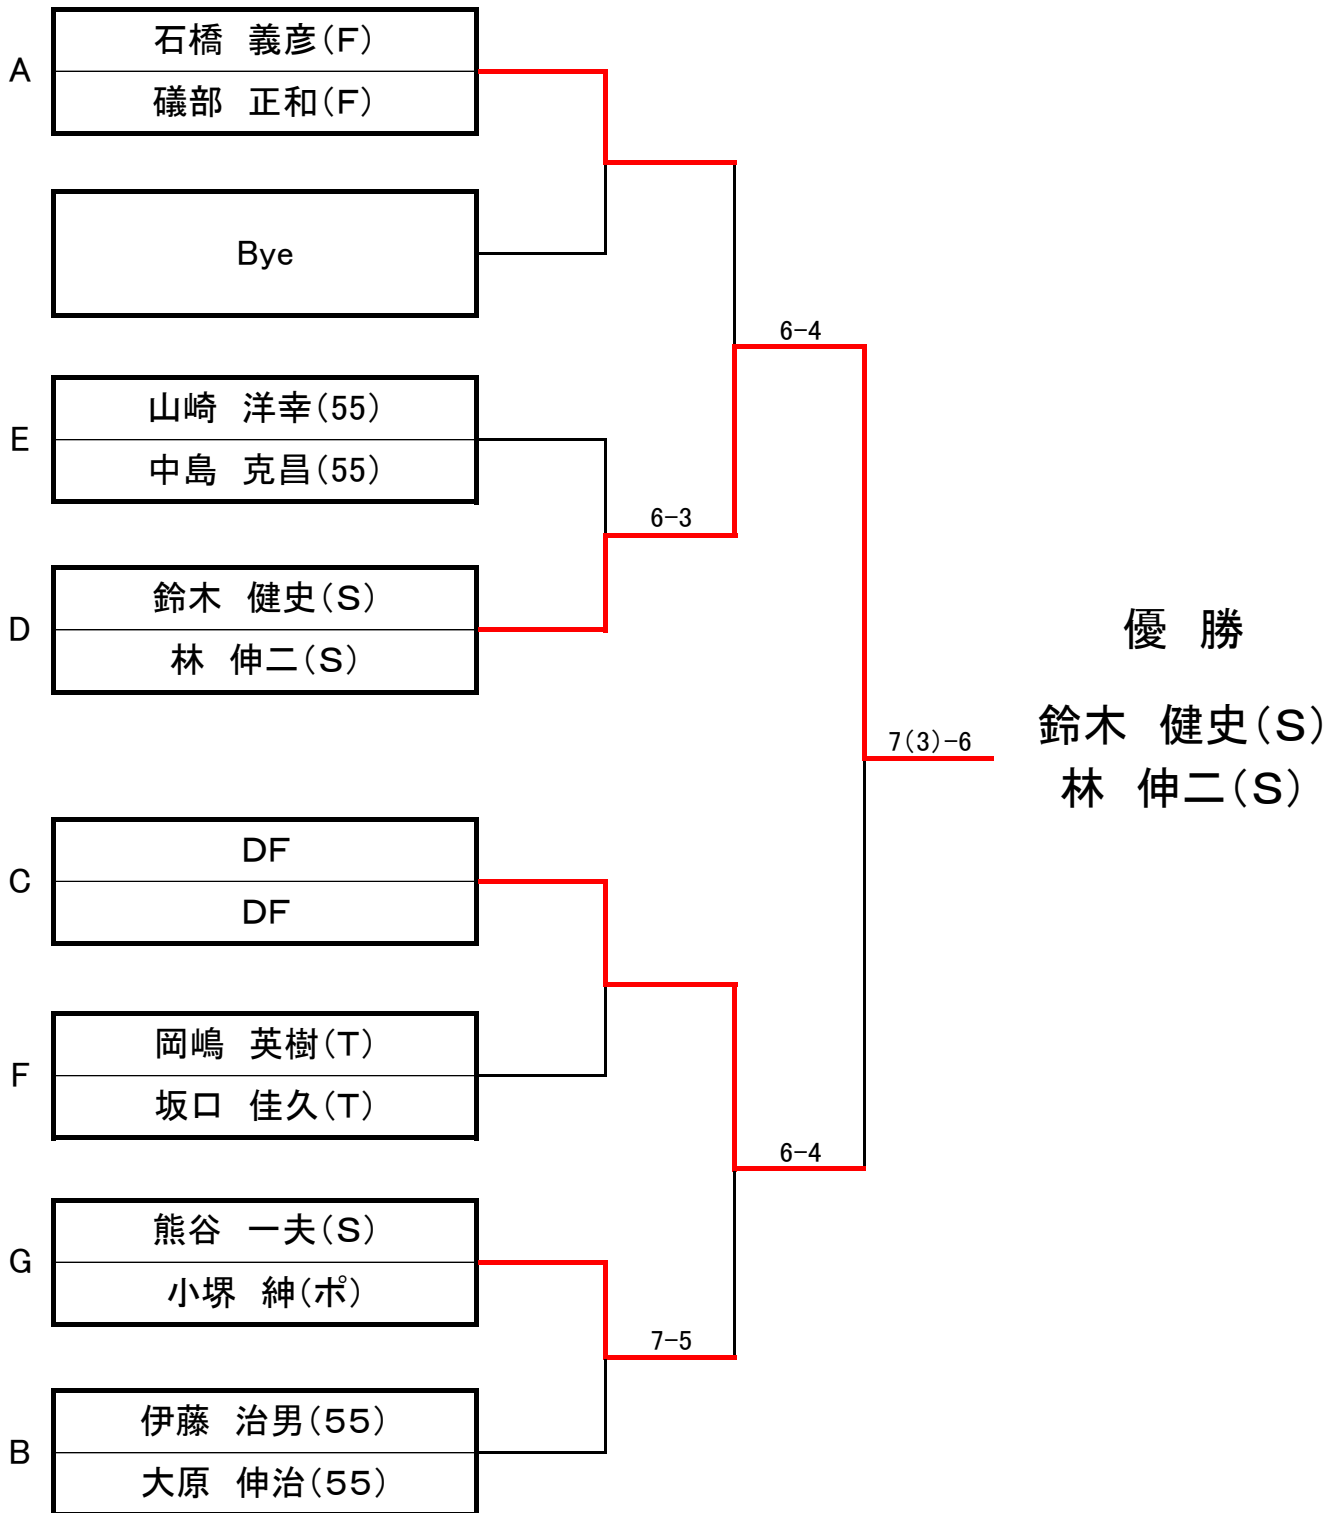 A
石橋　義彦(F)
礒部　正和(F)
Bye
6-4
E
山崎　洋幸(55)
中島　克昌(55)
6-3
D
鈴木　健史(S)
林　伸二(S)
優　勝
鈴木　健史(S)
林　伸二(S)
7(3)-6
C
DF
DF
F
岡嶋　英樹(T)
坂口　佳久(T)
6-4
G
熊谷　一夫(S)
小堺　紳(ポ)
7-5
B
伊藤　治男(55)
大原　伸治(55)